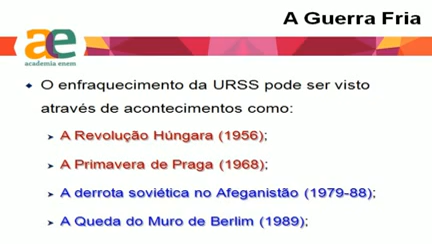 A Guerra Fria
ae
academia enem
O enfraquecimento da URSS pode ser visto
através de acontecimentos como:
A Revolução Húngara (1956);
A Primavera de Praga (1968);
A derrota soviética no Afeganistão (1979-88);
A Queda do Muro de Berlim (1989);